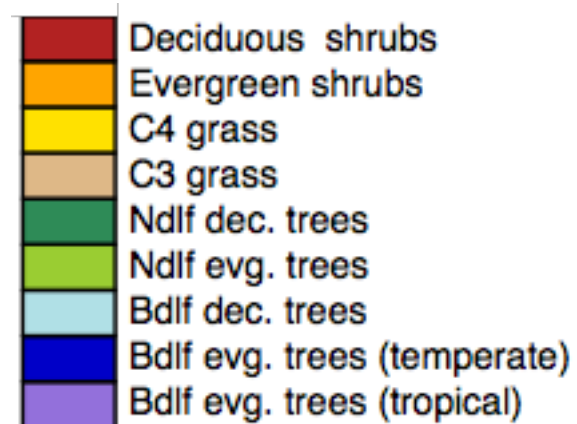 Deciduous shrubs
Evergreen shrubs
C4 grass
C3 grass
Ndlf dec. trees
Ndlf evg. trees
Bdlf dec. trees
Bdlf evg. trees (temperate)
Bdlf evg. trees (tropical)